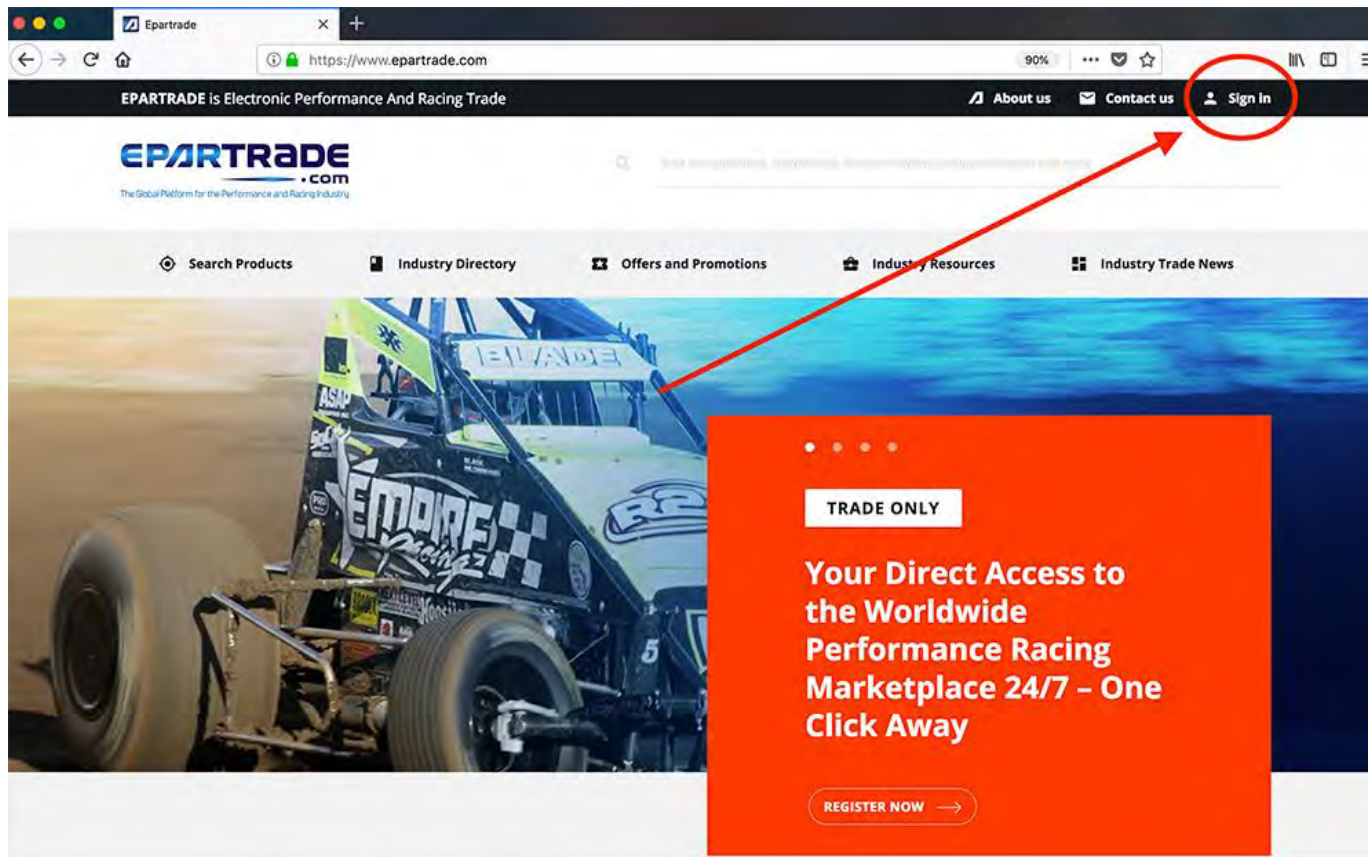 Epartrade
https://www.epartrade.com
90%
EPARTRADE is Electronic Performance And Racing Trade
About us
Contact us
Sign in
EPARTRADE
.com
The Global Platform for the Performance and Racing Industry
Search Products
Industry Directory
Offers and Promotions
Industry Resources
Industry Trade News
BLADE
ASAP
EMPIRE
Racing
R2
5
TRADE ONLY
Your Direct Access to
the Worldwide
Performance Racing
Marketplace 24/7 – One
Click Away
REGISTER NOW